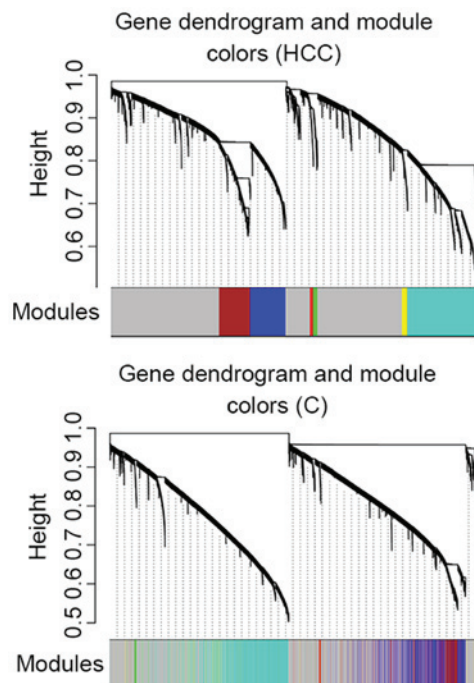 Gene dendrogram and module
colors (HCC)
Height
1.0
0.9
0.8
0.7
0.6
Modules
Gene dendrogram and module
colors (C)
Height
1.0
0.9
0.8
0.7
0.6
0.5
Modules